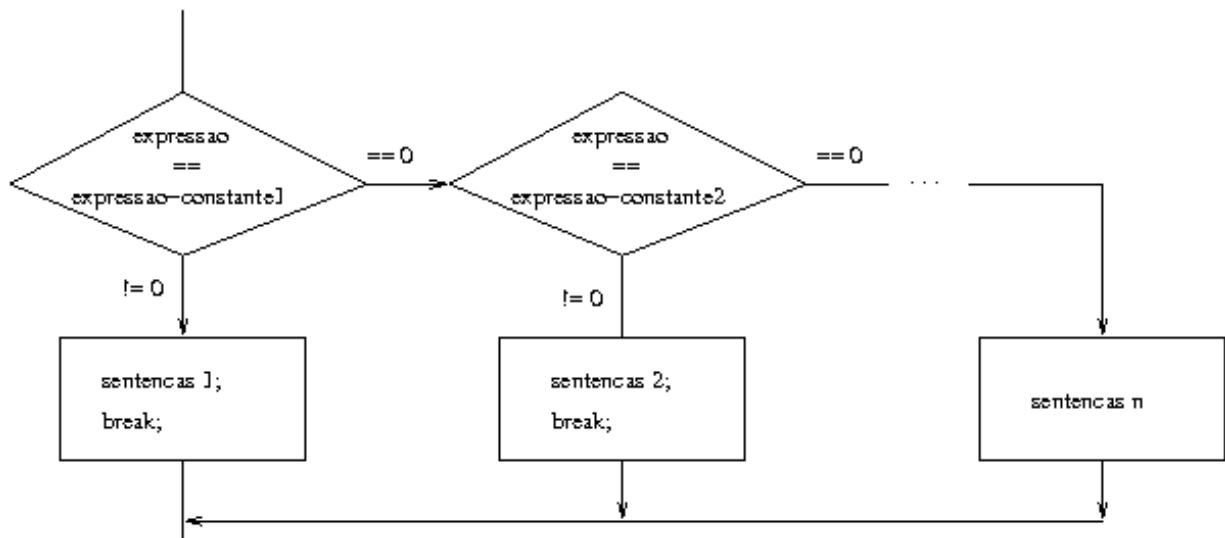 expressao
==
expressao-constante1
== 0
expressao
==
expressao-constante2
== 0
...
!= 0
!= 0
sentencas 1;
break;
sentencas 2;
break;
sentencas n